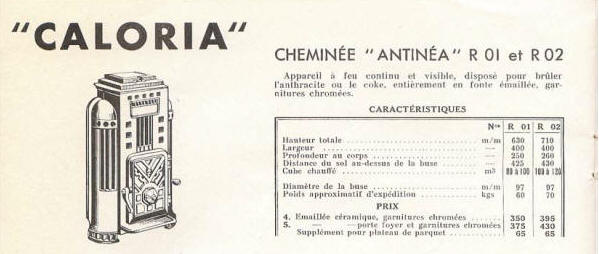 "CALORIA"
CHEMINÉE "ANTINÉA" R 01 et R 02
Appareil à feu continu et visible, disposé pour brûler
l'anthracite ou le coke, entièrement en fonte émaillée, gar-
nitures chromées.
CARACTÉRISTIQUES
Nos R 01 R 02
Hauteur totale ........ m/m 630 710
Largeur ........ — 400 400
Profondeur au corps ........ — 250 260
Distance du sol au-dessus de la buse ........ — 425 430
Cube chauffé ........ m3 80 à 100 100 à 120
Diamètre de la buse ........ m/m 97 97
Poids approximatif d'expédition ........ kgs 60 70
PRIX
4. Emaillée céramique, garnitures chromées ........ 350 395
5. — —porte foyer et garnitures chromées 375 430
Supplément pour plateau de parquet ........ 65 65